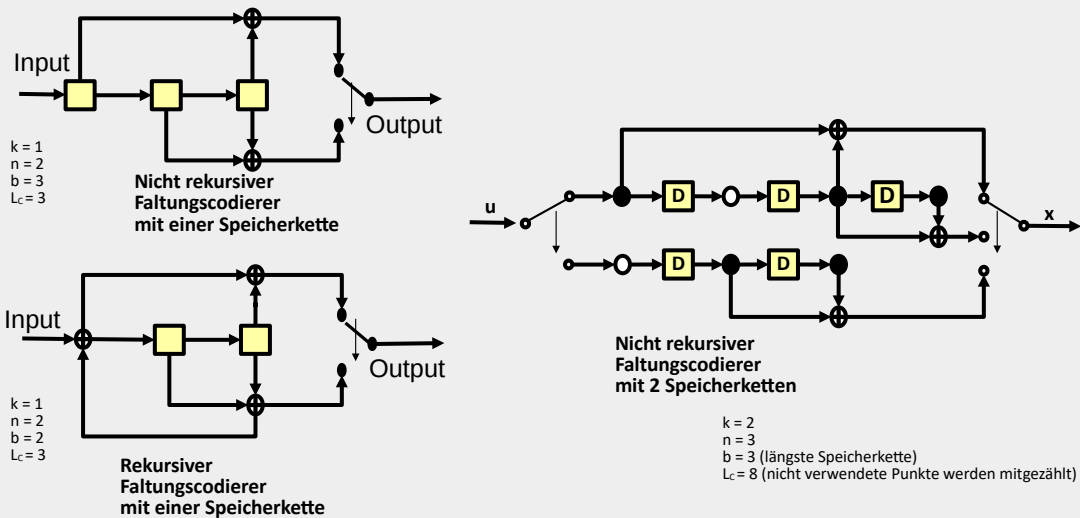 Input
Output
k = 1
n = 2
b = 3
LC = 3
Nicht rekursiver
Faltungscodierer
mit einer Speicherkette
Input
Output
k = 1
n = 2
b = 2
LC = 3
Rekursiver
Faltungscodierer
mit einer Speicherkette
u
D
D
D
x
D
D
Nicht rekursiver
Faltungscodierer
mit 2 Speicherketten
k = 2
n = 3
b = 3 (längste Speicherkette)
LC = 8 (nicht verwendete Punkte werden mitgezählt)